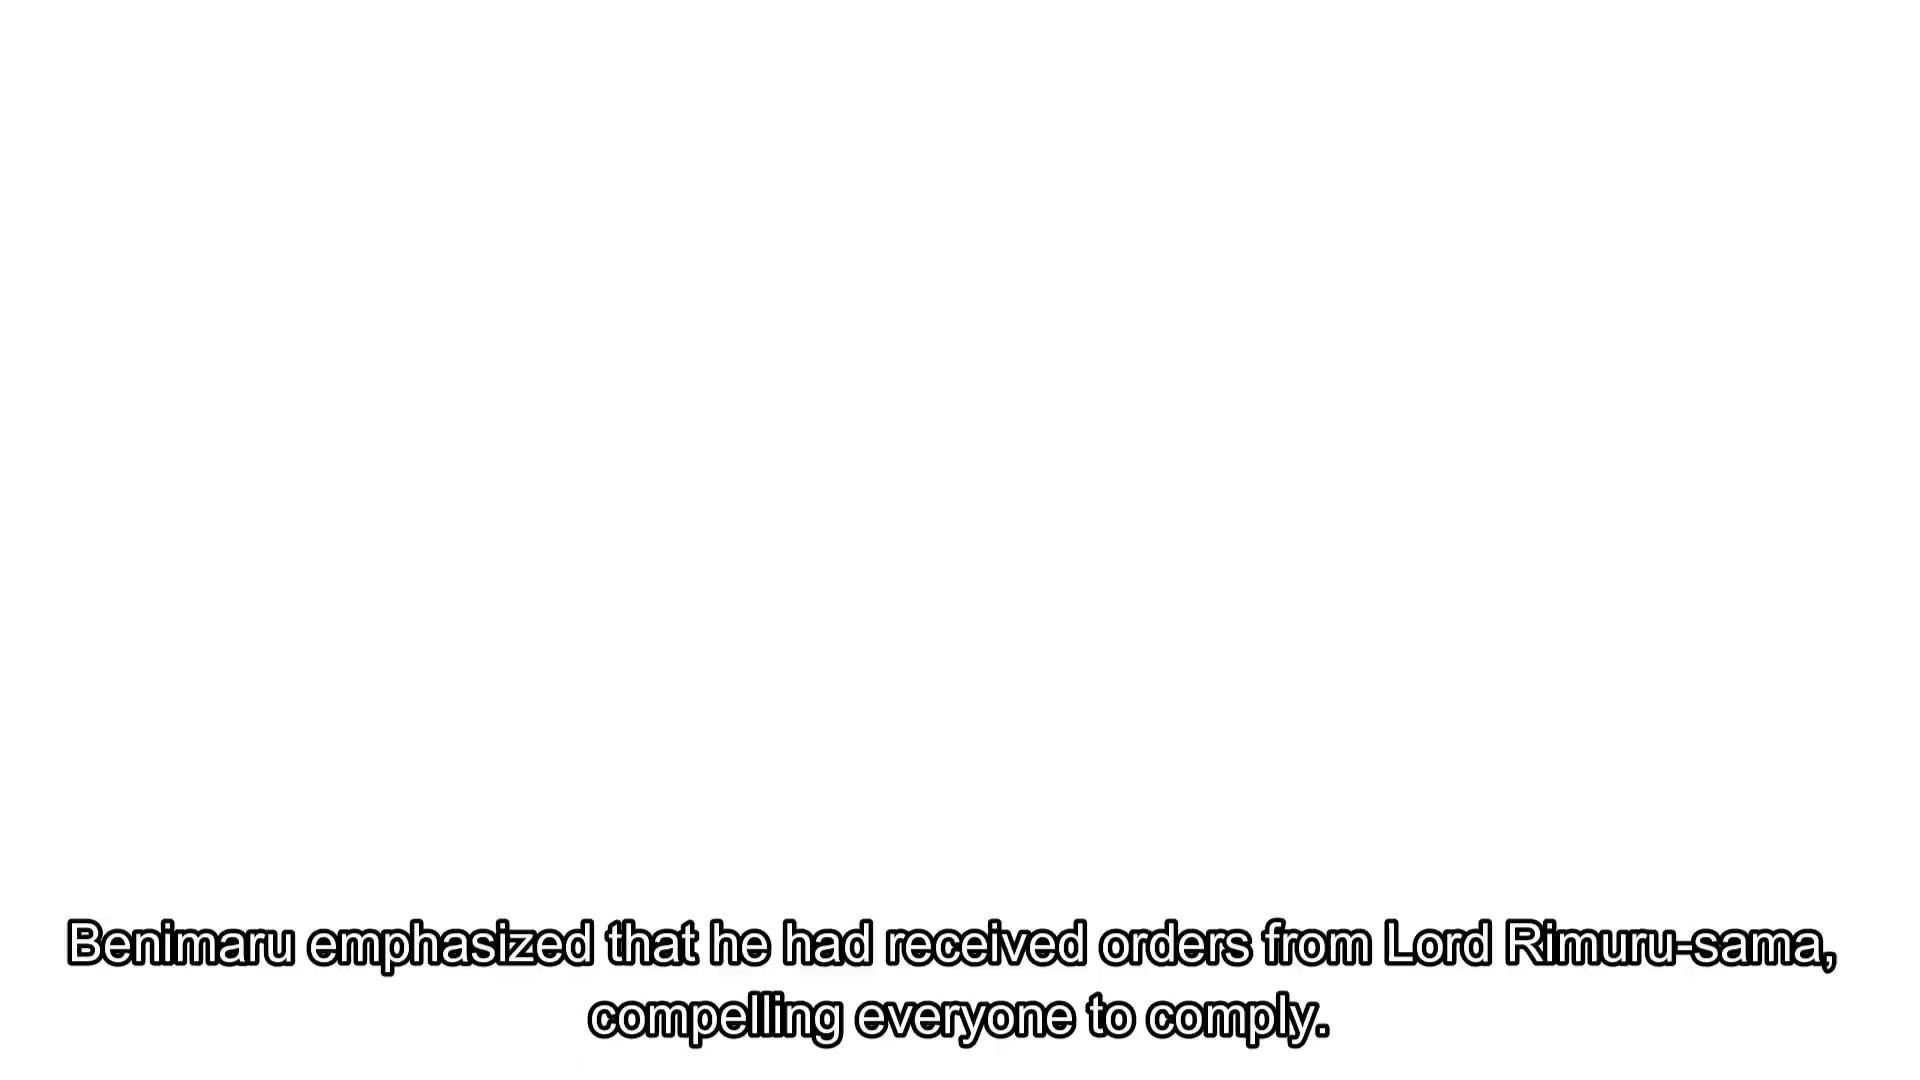 Benimaru emphasized that he had received orders from Lord Rimuru-sama,
compelling everyone to comply.